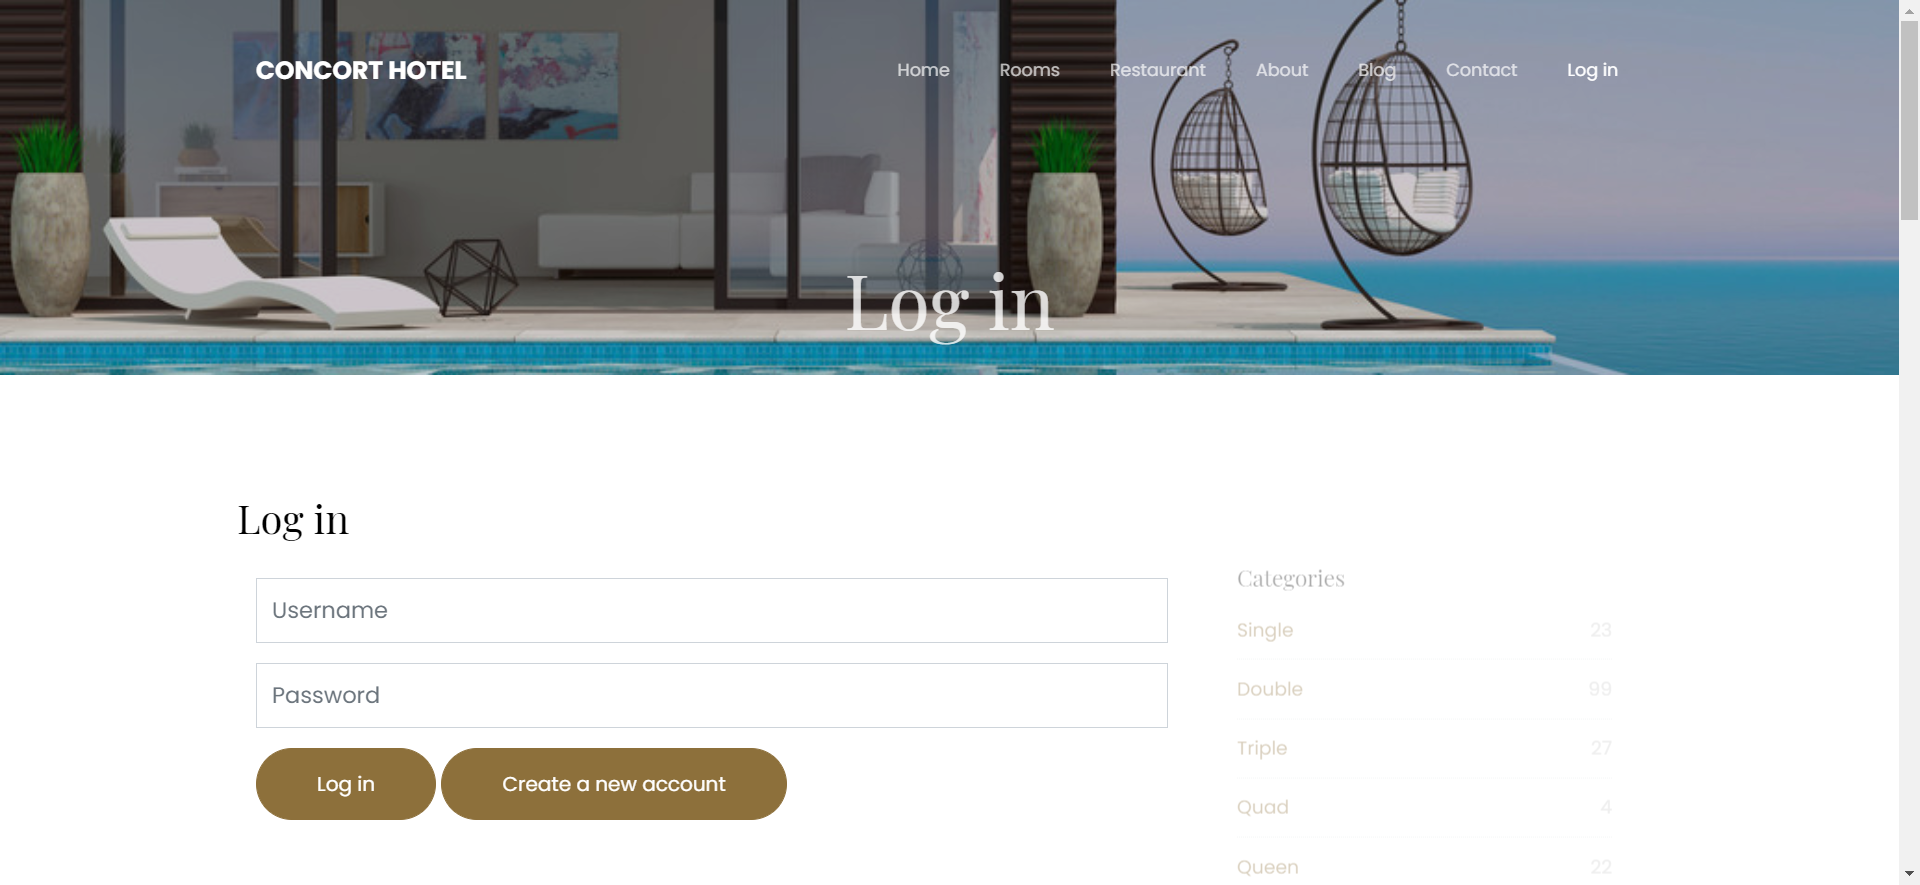 CONCORT HOTEL
Home Rooms Restaurant About Blog Contact Log in
Log in
Log in
Username
Password
Log in Create a new account
Categories
Single 23
Double 99
Triple 27
Quad 4
Queen 22